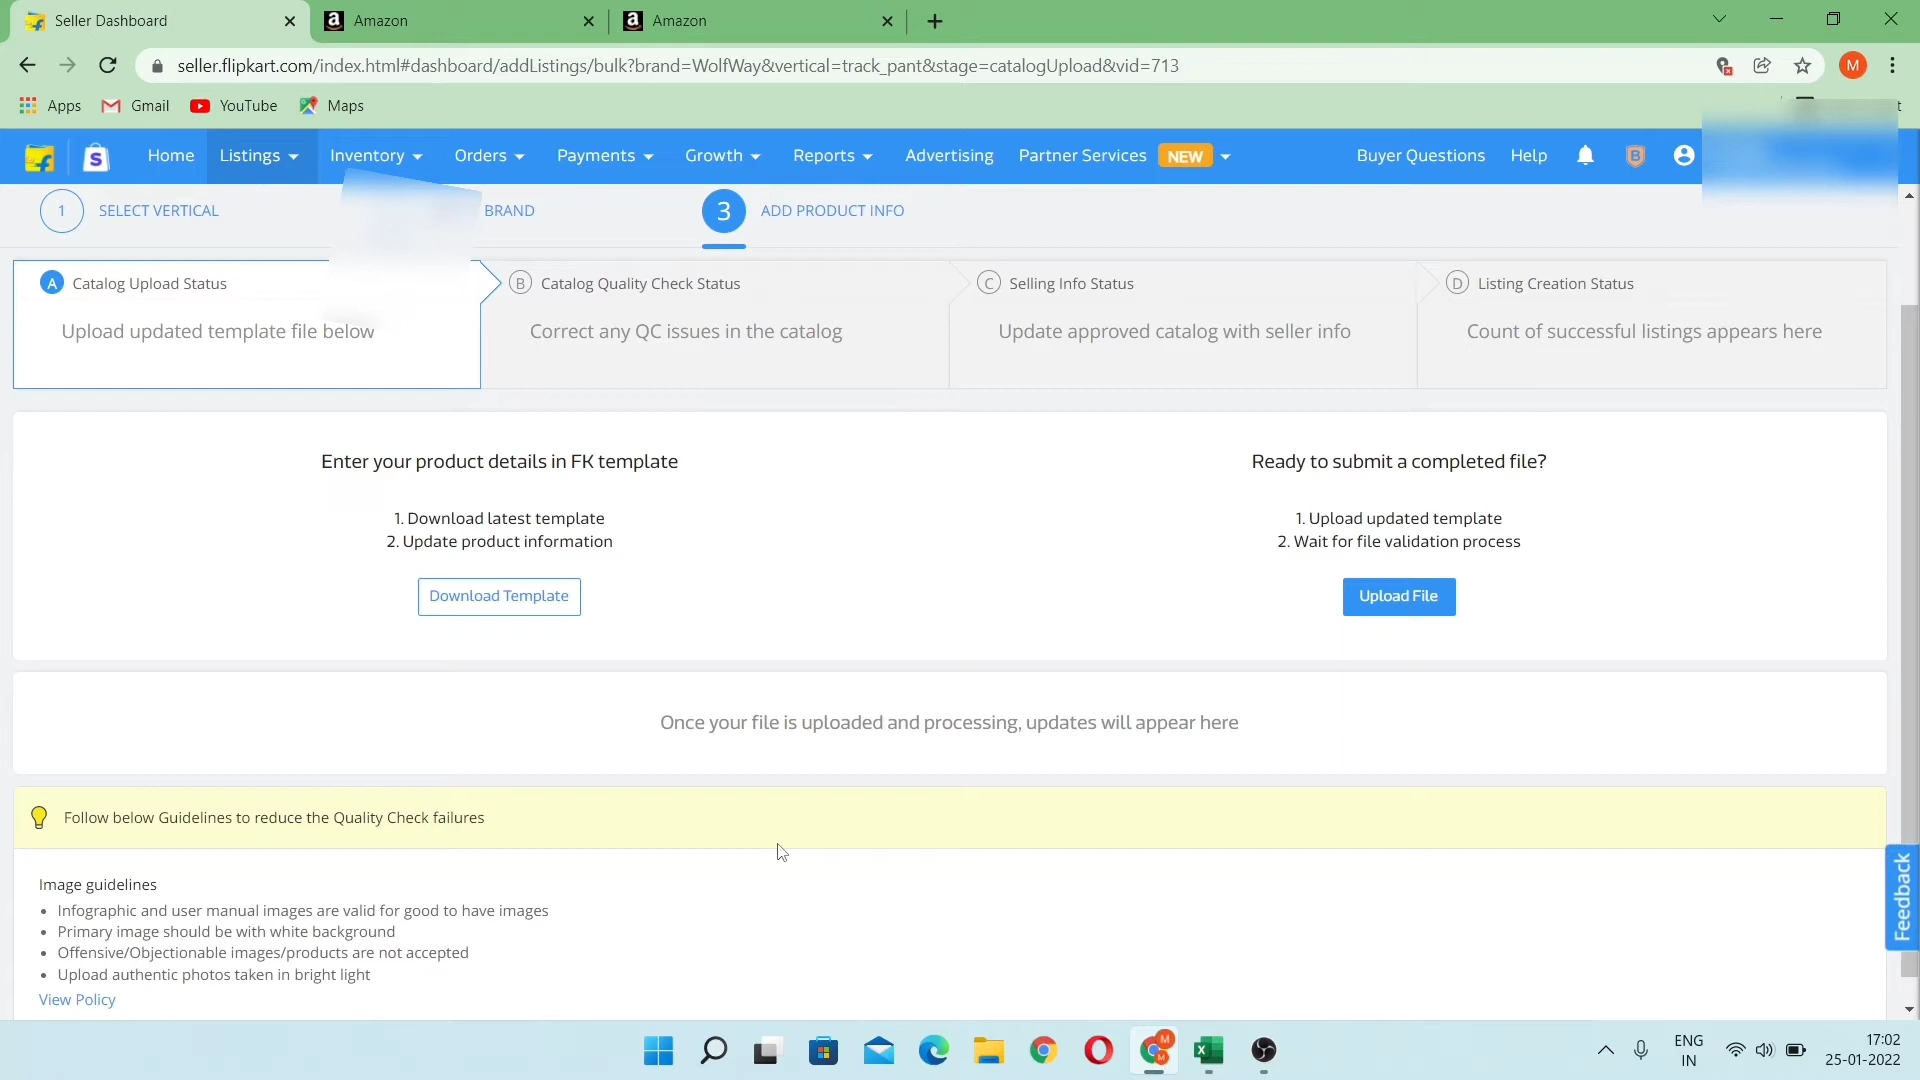 Seller Dashboard
Amazon
Amazon
seller.flipkart.com/index.html#dashboard/addListings/bulk?brand=WolfWay&vertical=track_pant&stage=catalogUpload&vid=713
M
Apps
Gmail
YouTube
Maps
Home
Listings
Inventory
Orders
Payments
Growth
Reports
Advertising
Partner Services
NEW
Buyer Questions
Help
1
SELECT VERTICAL
BRAND
3
ADD PRODUCT INFO
A
Catalog Upload Status
Upload updated template file below
B
Catalog Quality Check Status
Correct any QC issues in the catalog
C
Selling Info Status
Update approved catalog with seller info
D
Listing Creation Status
Count of successful listings appears here
Enter your product details in FK template
1. Download latest template
2. Update product information
Download Template
Ready to submit a completed file?
1. Upload updated template
2. Wait for file validation process
Upload File
Once your file is uploaded and processing, updates will appear here
Follow below Guidelines to reduce the Quality Check failures
Image guidelines
Infographic and user manual images are valid for good to have images
Primary image should be with white background
Offensive/Objectionable images/products are not accepted
Upload authentic photos taken in bright light
View Policy
Feedback
ENG
IN
17:02
25-01-2022